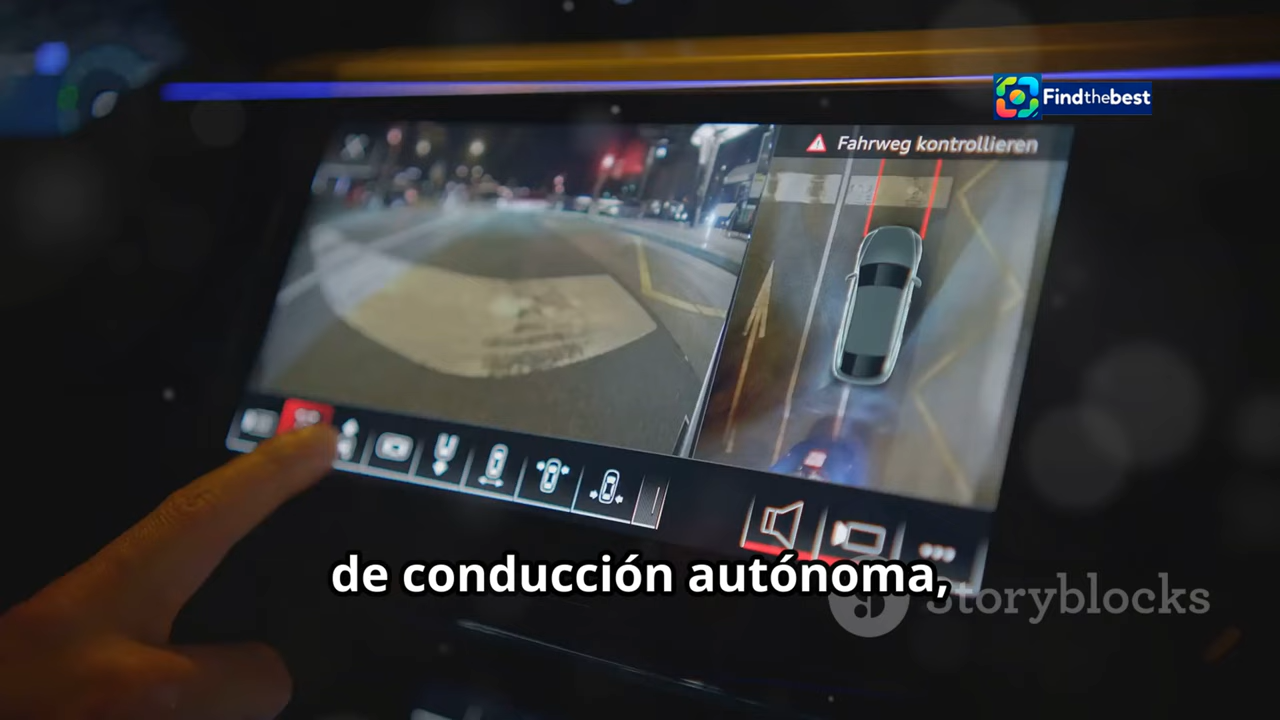 Findthebest
Fahrweg kontrollieren
de conducción autónoma,
Storyblocks